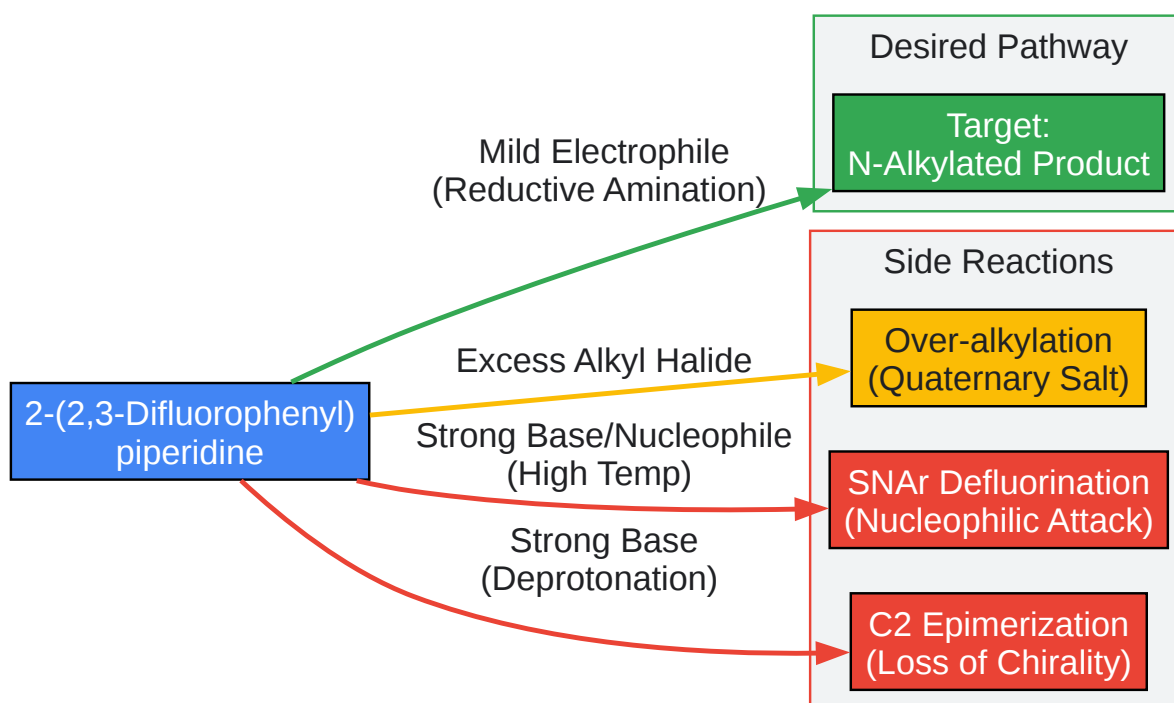 Desired Pathway
Target:
N-Alkylated Product
Mild Electrophile
(Reductive Amination)
Side Reactions
Over-alkylation
(Quaternary Salt)
Excess Alkyl Halide
2-(2,3-Difluorophenyl)
piperidine
Strong Base/Nucleophile
(High Temp)
SNAr Defluorination
(Nucleophilic Attack)
Strong Base
(Deprotonation)
C2 Epimerization
(Loss of Chirality)